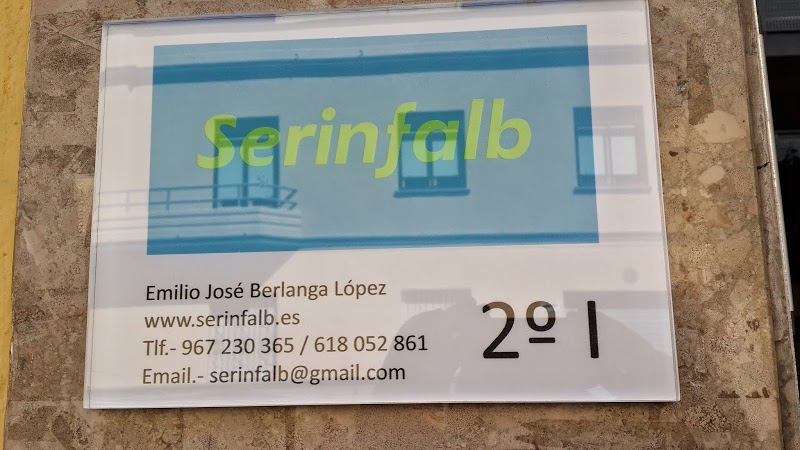 Serinfalb
Emilio José Berlanga López
www.serinfalb.es
Tlf.- 967 230 365 / 618 052 861
Email.- serinfalb@gmail.com
2º I